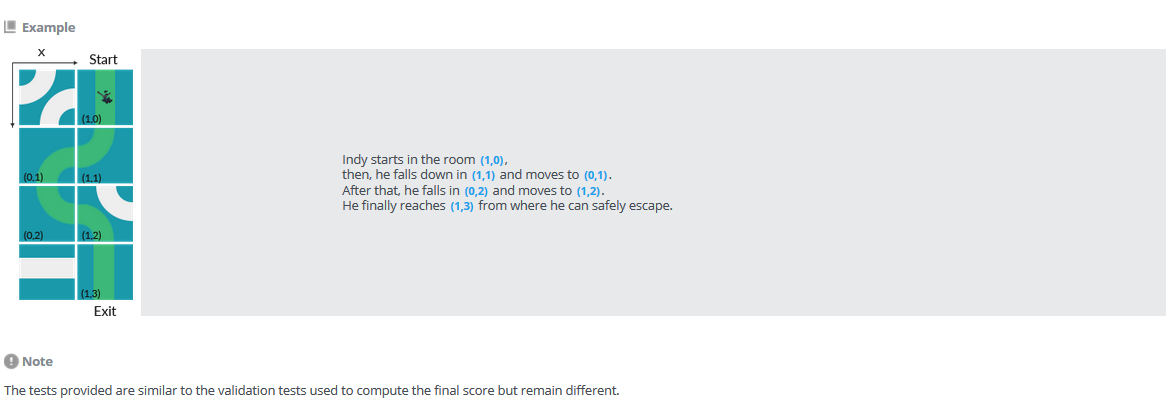 Example
X
Start
(1,0)
(0,1)
(1,1)
(0,2)
(1,2)
(1,3)
Exit
Indy starts in the room (1,0),
then, he falls down in (1,1) and moves to (0,1).
After that, he falls in (0,2) and moves to (1,2).
He finally reaches (1,3) from where he can safely escape.
Note
The tests provided are similar to the validation tests used to compute the final score but remain different.